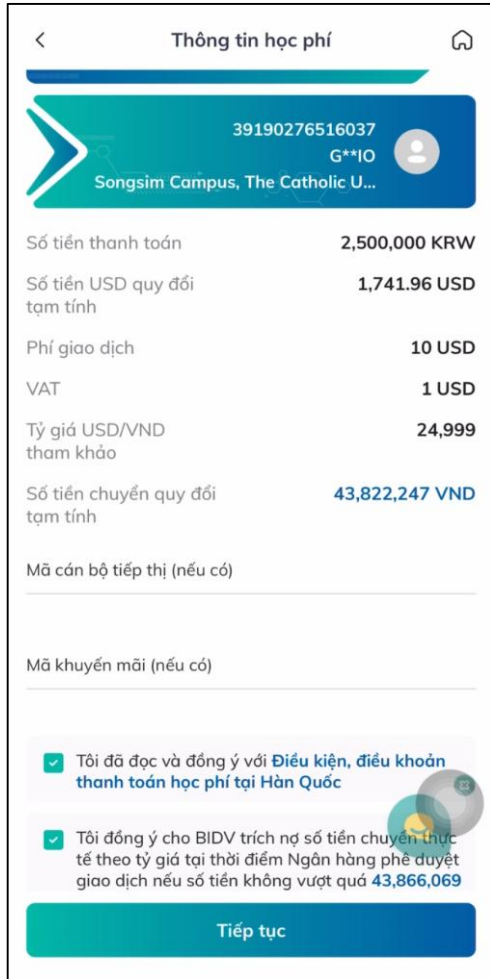 Thông tin học phí
39190276516037
G**IO
Songsim Campus, The Catholic U...
Số tiền thanh toán 2,500,000 KRW
Số tiền USD quy đổi 1,741.96 USD
tạm tính
Phí giao dịch 10 USD
VAT 1 USD
Tỷ giá USD/VND 24,999
tham khảo
Số tiền chuyển quy đổi 43,822,247 VND
tạm tính
Mã cán bộ tiếp thị (nếu có)
Mã khuyến mãi (nếu có)
Tôi đã đọc và đồng ý với Điều kiện, điều khoản
thanh toán học phí tại Hàn Quốc
Tôi đồng ý cho BIDV trích nợ số tiền chuyển thực
tế theo tỷ giá tại thời điểm Ngân hàng phê duyệt
giao dịch nếu số tiền không vượt quá 43,866,069
Tiếp tục